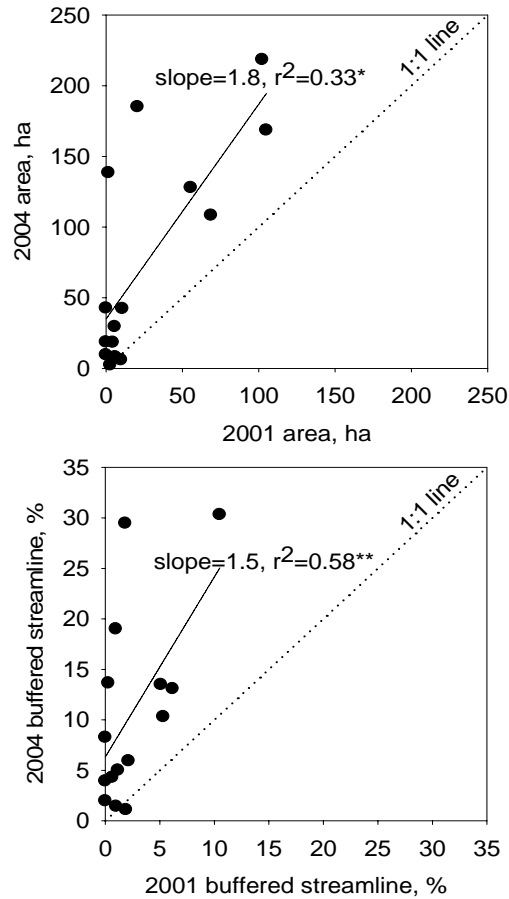 250
200
150
100
50
0
2004 area, ha
slope=1.8, r²=0.33*
1:1 line
0 50 100 150 200 250
2001 area, ha
35
30
25
20
15
10
5
0
2004 buffered streamline, %
slope=1.5, r²=0.58**
1:1 line
0 5 10 15 20 25 30 35
2001 buffered streamline, %